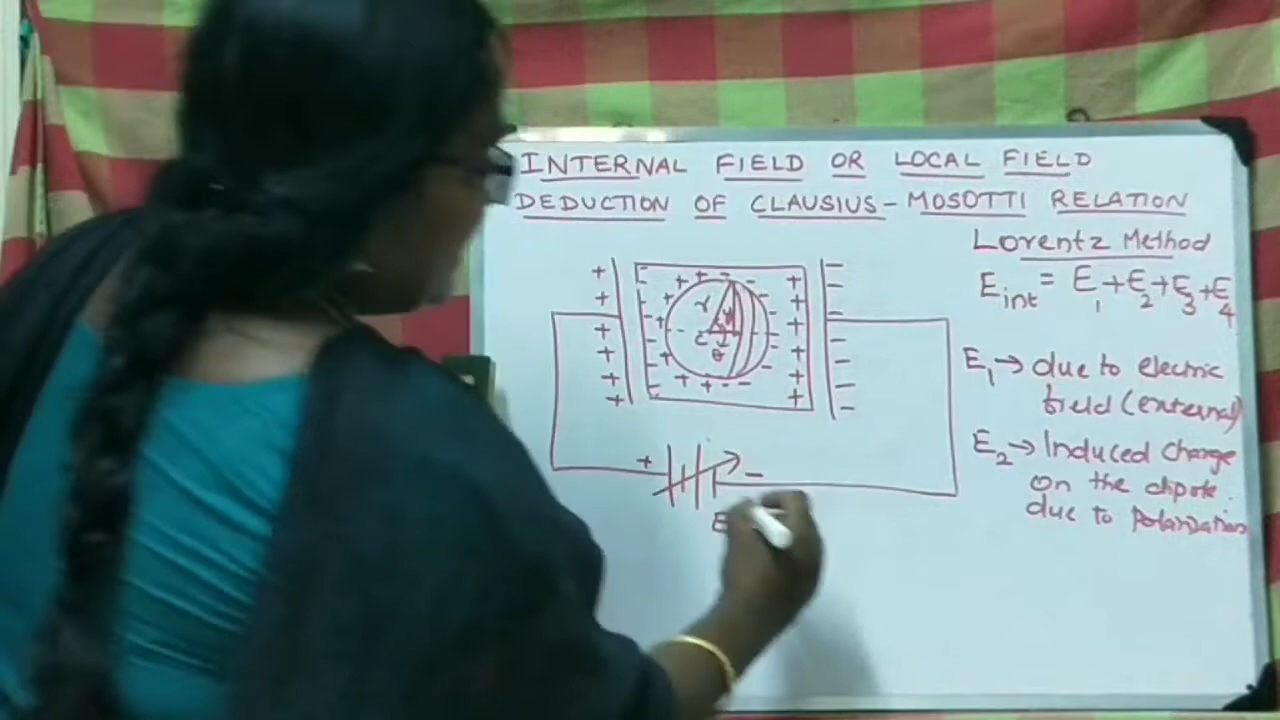 INTERNAL FIELD OR LOCAL FIELD
DEDUCTION OF CLAUSIUS-MOSOTTI RELATION
Lorentz Method
E int = E1+E2+E3+E4
E1→ due to electric
field (external)
E2→ Induced Charge
on the dipole.
due to Polarization
r
θ
+ -
E